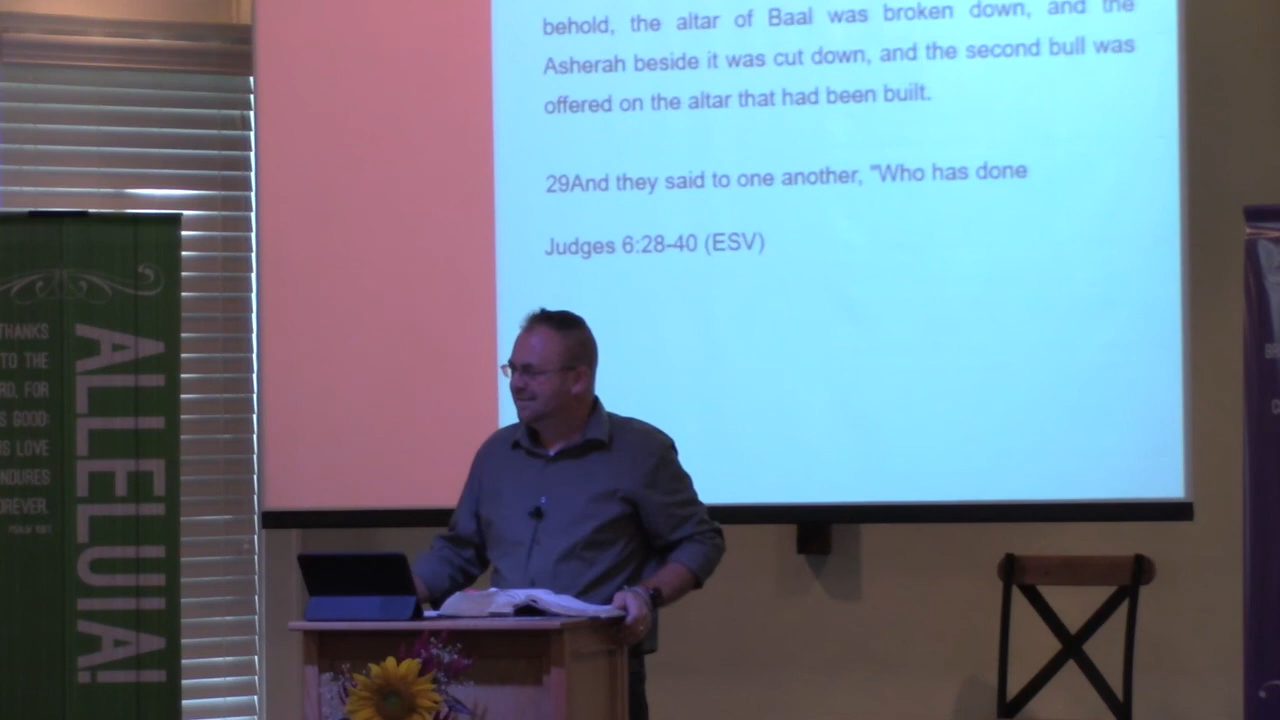 behold, the altar of Baal was broken down, and the
Asherah beside it was cut down, and the second bull was
offered on the altar that had been built.
29And they said to one another, "Who has done
Judges 6:28-40 (ESV)
THANKS
TO THE
RD, FOR
S GOOD:
S LOVE
NDURES
OREVER.
ALLELUIA!